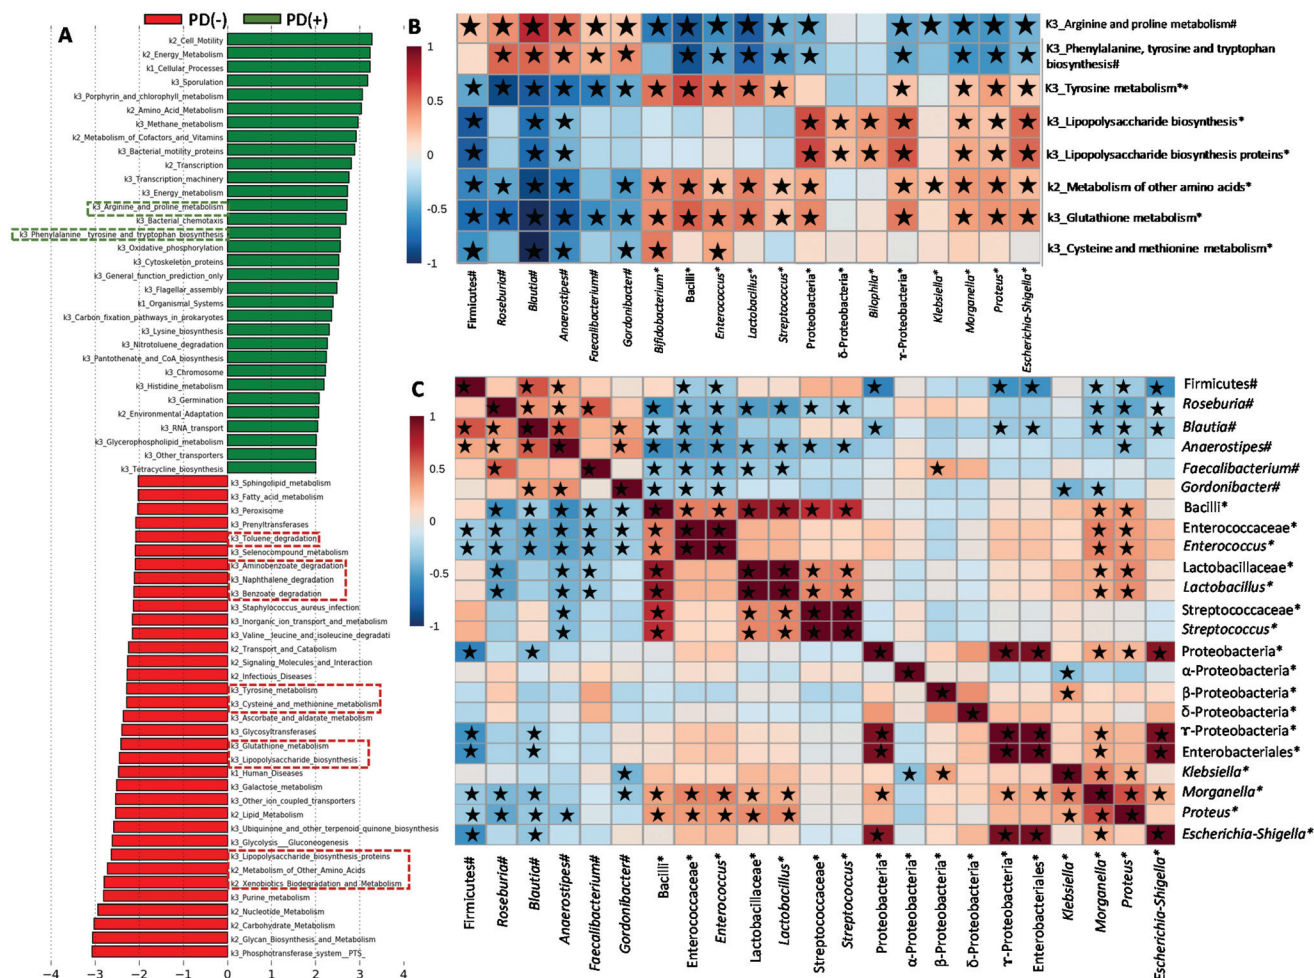 PD(-) PD(+)
A
k2_Cell_Motility
k2_Energy_Metabolism
k1_Cellular_Processes
k3_Sporulation
k3_Porphyrin_and_chlorophyll_metabolism
k2_Amino_Acid_Metabolism
k3_Methane_metabolism
k2_Metabolism_of_Cofactors_and_Vitamins
k3_Bacterial_motility_proteins
k2_Transcription
k3_Transcription_machinery
k3_Energy_metabolism
k3_Arginine_and_proline_metabolism
k3_Bacterial_chemotaxis
k3_Phenylalanine__tyrosine_and_tryptophan_biosynthesis
k3_Oxidative_phosphorylation
k3_Cytoskeleton_proteins
k3_General_function_prediction_only
k3_Flagellar_assembly
k1_Organismal_Systems
k3_Carbon_fixation_pathways_in_prokaryotes
k3_Lysine_biosynthesis
k3_Nitrotoluene_degradation
k3_Pantothenate_and_CoA_biosynthesis
k3_Chromosome
k3_Histidine_metabolism
k3_Germination
k2_Environmental_Adaptation
k3_RNA_transport
k3_Glycerophospholipid_metabolism
k3_Other_transporters
k3_Tetracycline_biosynthesis
k3_Sphingolipid_metabolism
k3_Fatty_acid_metabolism
k3_Peroxisome
k3_Prenyltransferases
k3_Toluene_degradation
k3_Selenocompound_metabolism
k3_Aminobenzoate_degradation
k3_Naphthalene_degradation
k3_Benzoate_degradation
k3_Staphylococcus_aureus_infection
k3_Inorganic_ion_transport_and_metabolism
k3_Valine__leucine_and_isoleucine_degradati
k2_Transport_and_Catabolism
k2_Signaling_Molecules_and_Interaction
k2_Infectious_Diseases
k3_Tyrosine_metabolism
k3_Cysteine_and_methionine_metabolism
k3_Ascorbate_and_aldarate_metabolism
k3_Glycosyltransferases
k3_Glutathione_metabolism
k3_Lipopolysaccharide_biosynthesis
k1_Human_Diseases
k3_Galactose_metabolism
k3_Other_ion_coupled_transporters
k2_Lipid_Metabolism
k3_Ubiquinone_and_other_terpenoid_quinone_biosynthesis
k3_Glycolysis___Gluconeogenesis
k3_Lipopolysaccharide_biosynthesis_proteins
k2_Metabolism_of_Other_Amino_Acids
k2_Xenobiotics_Biodegradation_and_Metabolism
k3_Purine_metabolism
k2_Nucleotide_Metabolism
k2_Carbohydrate_Metabolism
k2_Glycan_Biosynthesis_and_Metabolism
k3_Phosphotransferase_system__PTS_
−4 −3 −2 −1 0 1 2 3 4
B
1
0.5
0
-0.5
-1
K3_Arginine and proline metabolism#
K3_Phenylalanine, tyrosine and tryptophan
biosynthesis#
K3_Tyrosine metabolism**
k3_Lipopolysaccharide biosynthesis*
k3_Lipopolysaccharide biosynthesis proteins*
k2_Metabolism of other amino acids*
k3_Glutathione metabolism*
k3_Cysteine and methionine metabolism*
Firmicutes#
Roseburia#
Blautia#
Anaerostipes#
Faecalibacterium#
Gordonibacter#
Bifidobacterium*
Bacilli*
Enterococcus*
Lactobacillus*
Streptococcus*
Proteobacteria*
δ-Proteobacteria*
Bilophila*
ϒ-Proteobacteria*
Klebsiella*
Morganella*
Proteus*
Escherichia-Shigella*
C
1
0.5
0
-0.5
-1
Firmicutes#
Roseburia#
Blautia#
Anaerostipes#
Faecalibacterium#
Gordonibacter#
Bacilli*
Enterococcaceae*
Enterococcus*
Lactobacillaceae*
Lactobacillus*
Streptococcaceae*
Streptococcus*
Proteobacteria*
α-Proteobacteria*
β-Proteobacteria*
δ-Proteobacteria*
ϒ-Proteobacteria*
Enterobacteriales*
Klebsiella*
Morganella*
Proteus*
Escherichia-Shigella*
Firmicutes#
Roseburia#
Blautia#
Anaerostipes#
Faecalibacterium#
Gordonibacter#
Bacilli*
Enterococcaceae*
Enterococcus*
Lactobacillaceae*
Lactobacillus*
Streptococcaceae*
Streptococcus*
Proteobacteria*
α-Proteobacteria*
β-Proteobacteria*
δ-Proteobacteria*
ϒ-Proteobacteria*
Enterobacteriales*
Klebsiella*
Morganella*
Proteus*
Escherichia-Shigella*